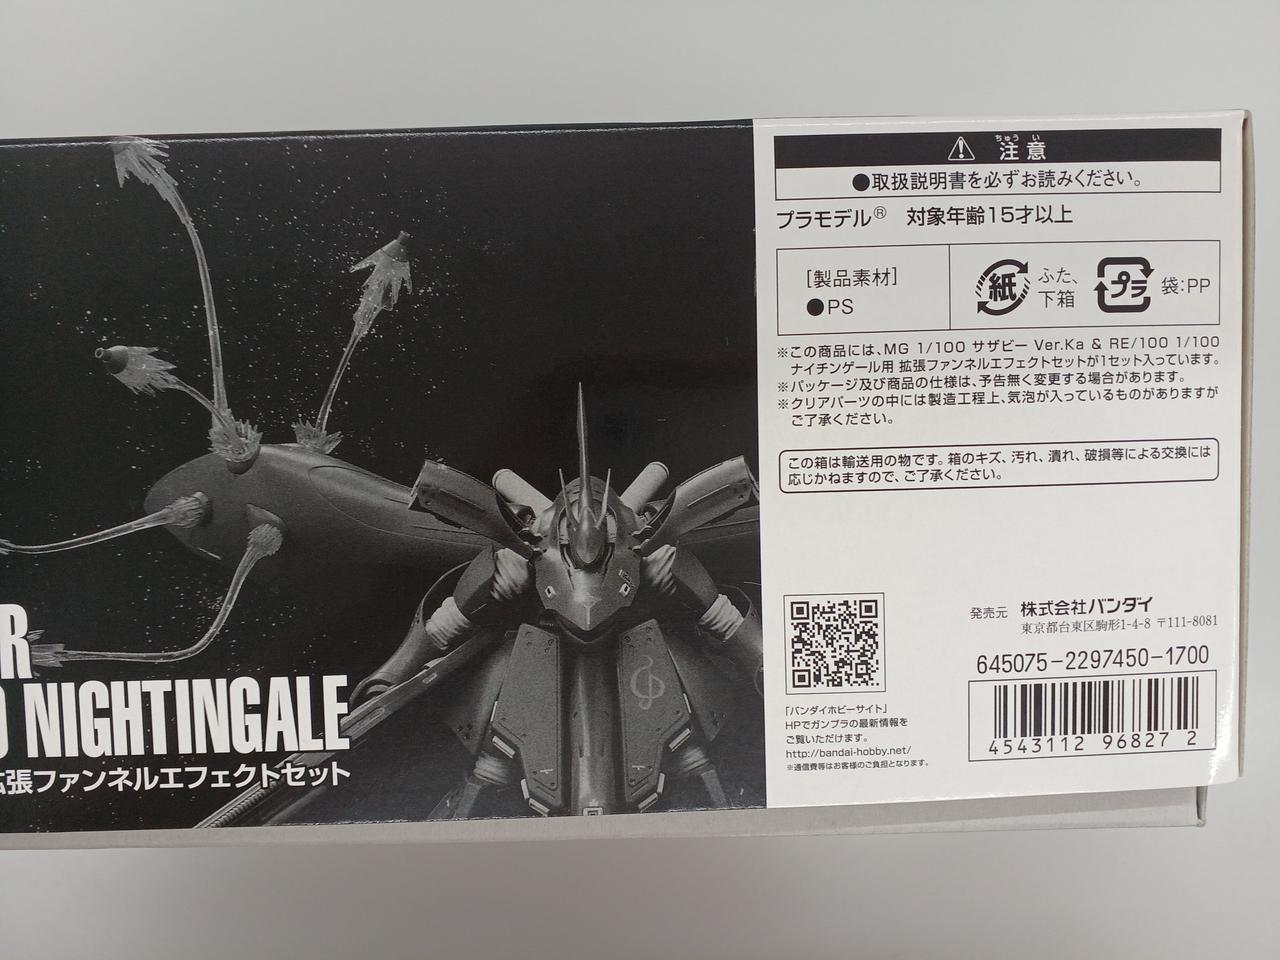 R
NIGHTINGALE
張ファンネルエフェクトセット
注意
ちゅう い
●取扱説明書を必ずお読みください。
プラモデル® 対象年齢15才以上
[製品素材]
●PS
紙 ふた、
下箱
プラ 袋:PP
※この商品には、MG 1/100 サザビー Ver.Ka & RE/100 1/100
ナイチンゲール用 拡張ファンネルエフェクトセットが1セット入っています。
※パッケージ及び商品の仕様は、予告無く変更する場合があります。
※クリアパーツの中には製造工程上、気泡が入っているものがありますが
ご了承ください。
この箱は輸送用の物です。箱のキズ、汚れ、潰れ、破損等による交換には
応じかねますので、ご了承ください。
発売元 株式会社バンダイ
東京都台東区駒形1-4-8 〒111-8081
645075-2297450-1700
4543112 968272
「バンダイホビーサイト」
HPでガンプラの最新情報を
ご覧いただけます。
http://bandai-hobby.net/
※通信費等はお客様のご負担となります。